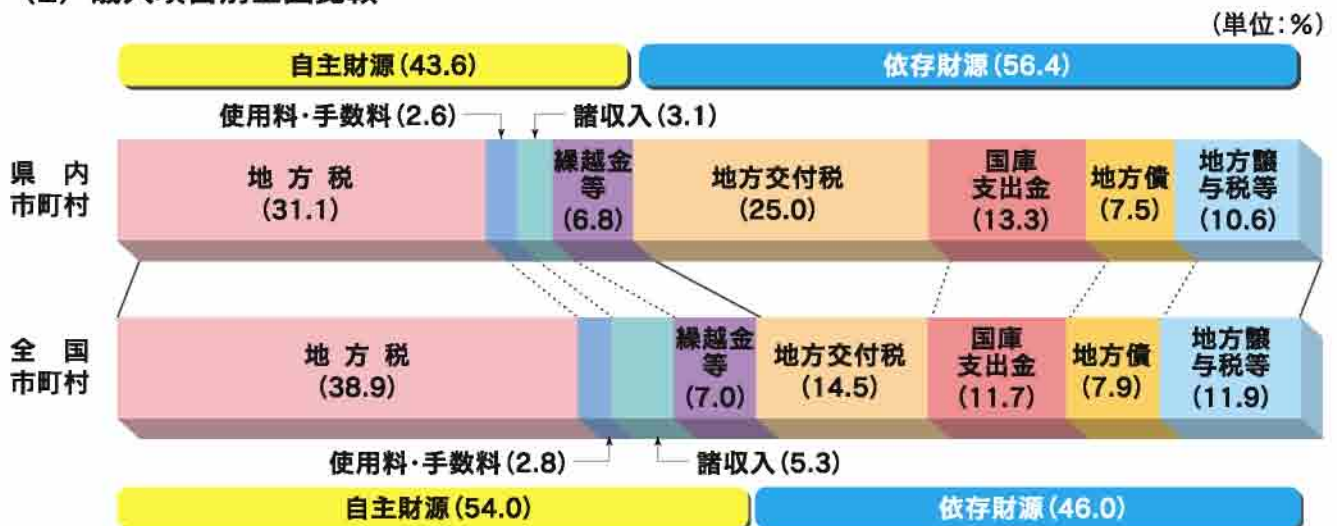 (単位：%)
自主財源(43.6)
依存財源(56.4)
使用料・手数料(2.6)
諸収入(3.1)
県内
市町村
地方税
(31.1)
繰越金
等
(6.8)
地方交付税
(25.0)
国庫
支出金
(13.3)
地方債
(7.5)
地方譲
与税等
(10.6)
全国
市町村
地方税
(38.9)
繰越金
等
(7.0)
地方交付税
(14.5)
国庫
支出金
(11.7)
地方債
(7.9)
地方譲
与税等
(11.9)
使用料・手数料(2.8)
諸収入(5.3)
自主財源(54.0)
依存財源(46.0)